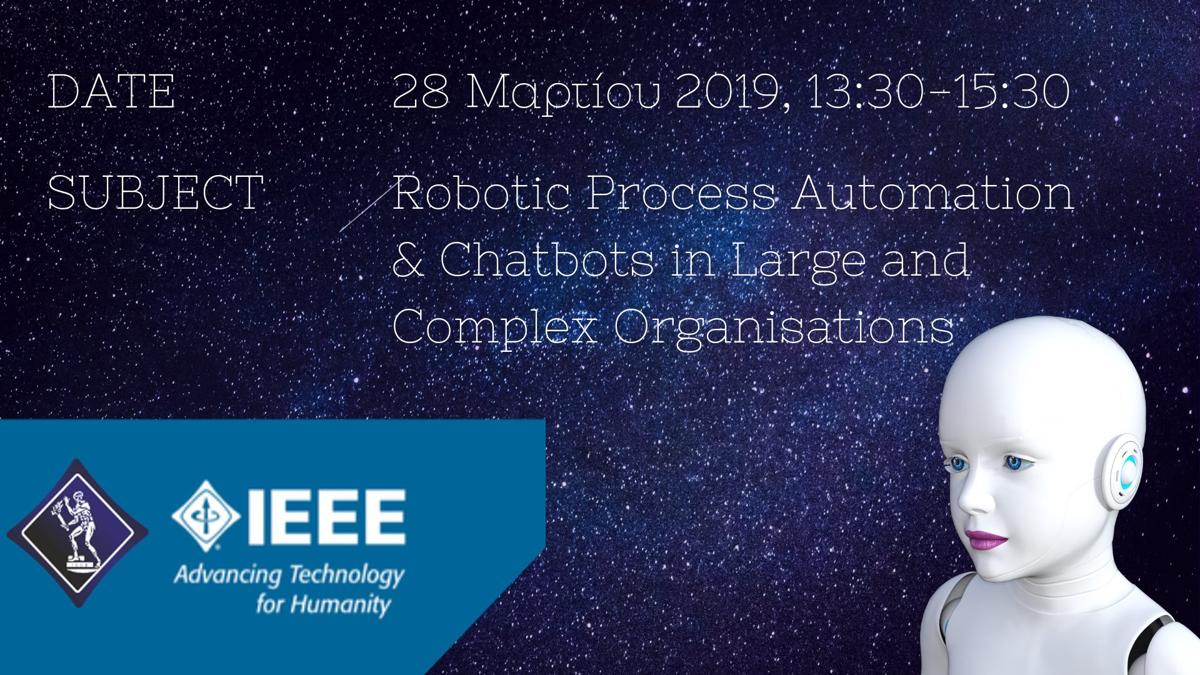 DATE 28 Μαρτίου 2019, 13:30-15:30
SUBJECT Robotic Process Automation
& Chatbots in Large and
Complex Organisations
IEEE
Advancing Technology
for Humanity